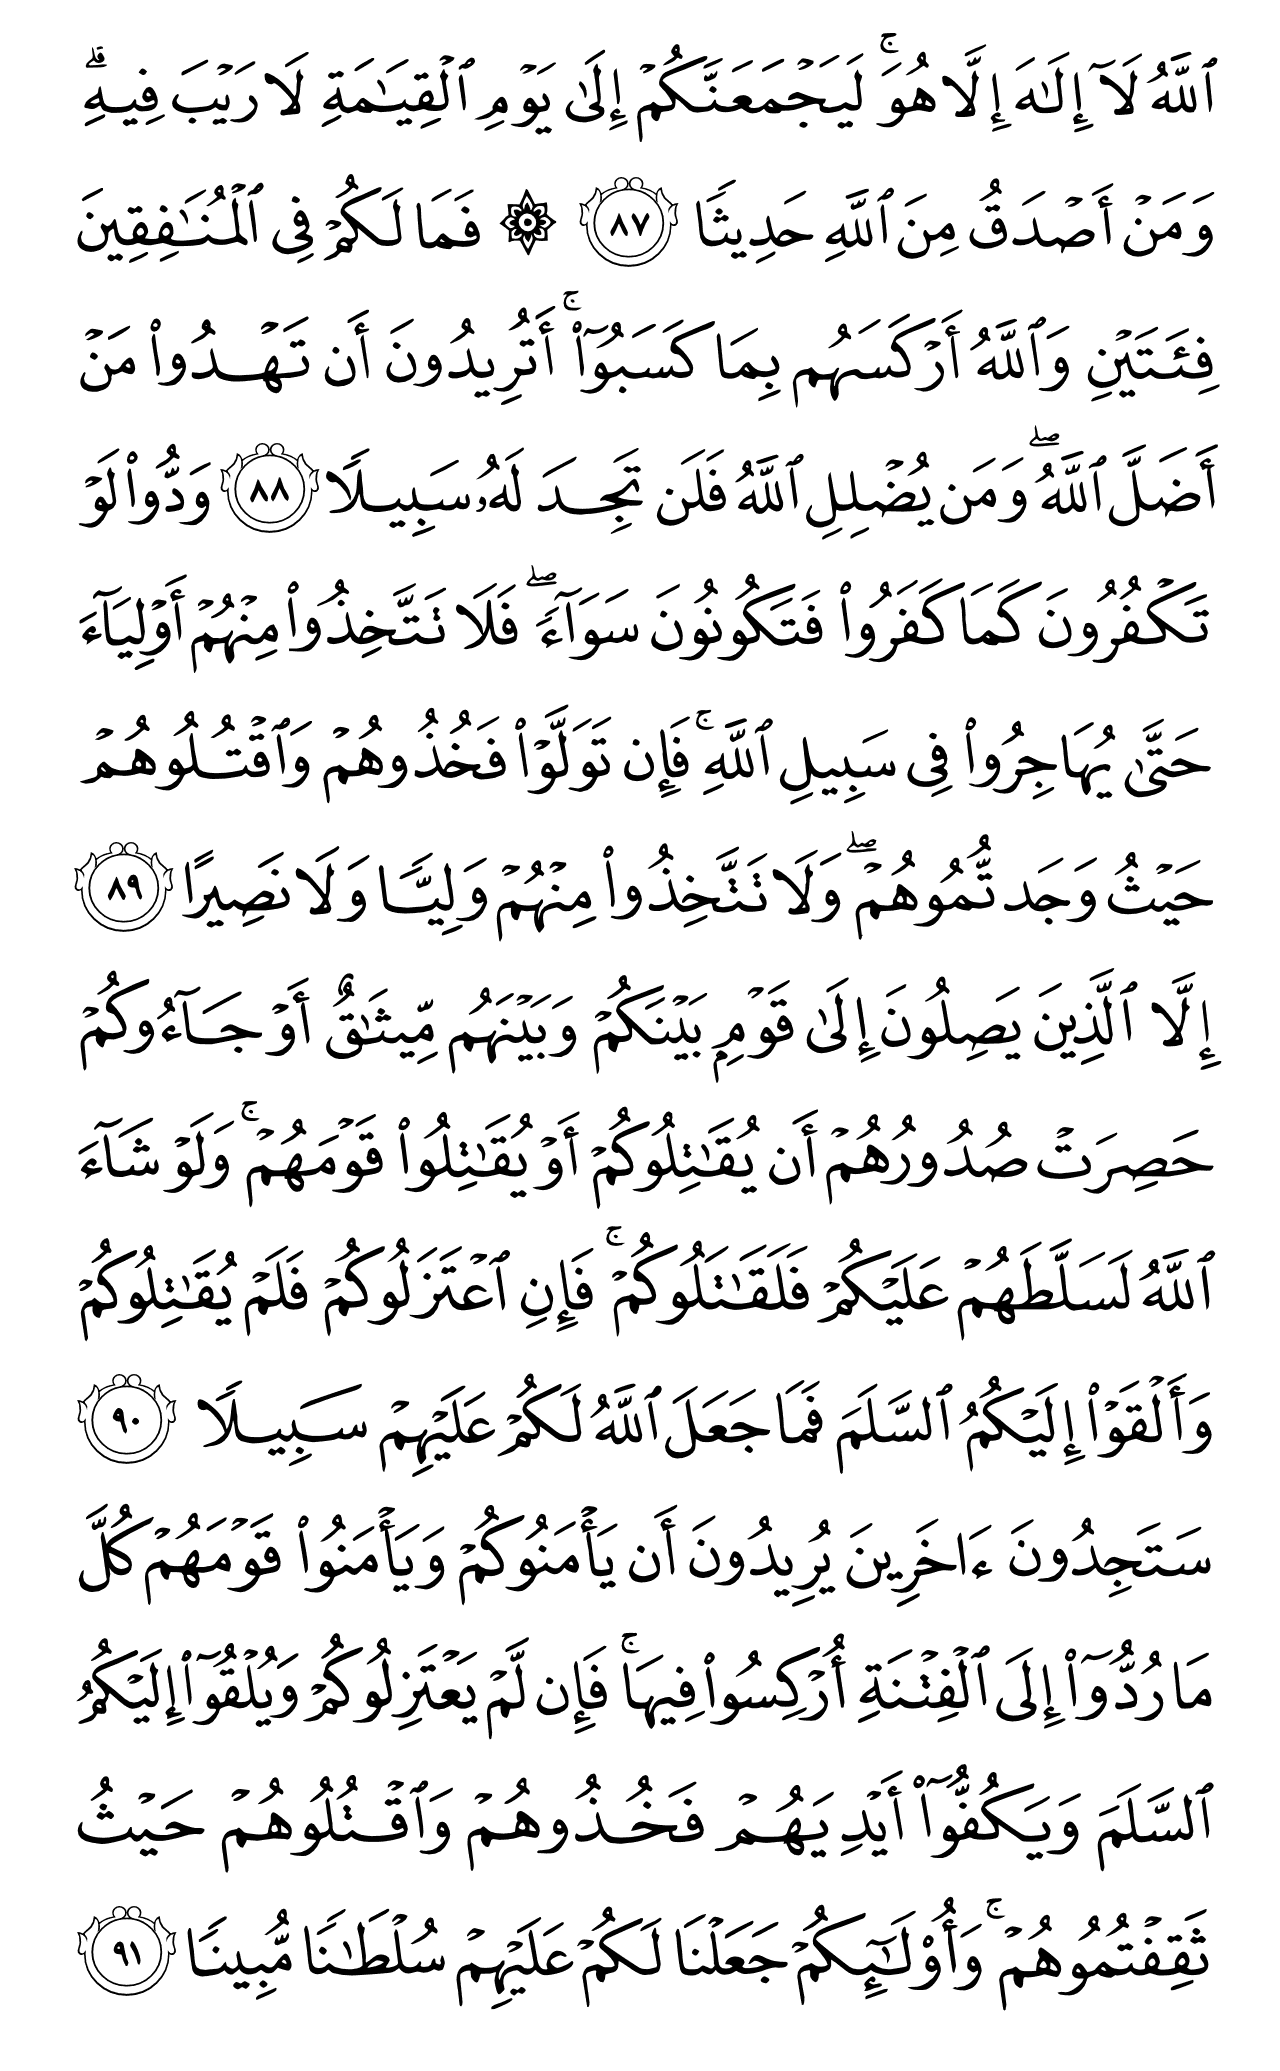 ٱللَّهُ لَآ إِلَٰهَ إِلَّا هُوَۚ لَيَجۡمَعَنَّكُمۡ إِلَىٰ يَوۡمِ ٱلۡقِيَٰمَةِ لَا رَيۡبَ فِيهِۗ
وَمَنۡ أَصۡدَقُ مِنَ ٱللَّهِ حَدِيثٗا ٨٧ ۞ فَمَا لَكُمۡ فِي ٱلۡمُنَٰفِقِينَ
فِئَتَيۡنِ وَٱللَّهُ أَرۡكَسَهُم بِمَا كَسَبُوٓاْۚ أَتُرِيدُونَ أَن تَهۡدُواْ مَنۡ
أَضَلَّ ٱللَّهُۖ وَمَن يُضۡلِلِ ٱللَّهُ فَلَن تَجِدَ لَهُۥ سَبِيلٗا ٨٨ وَدُّواْ لَوۡ
تَكۡفُرُونَ كَمَا كَفَرُواْ فَتَكُونُونَ سَوَآءٗۖ فَلَا تَتَّخِذُواْ مِنۡهُمۡ أَوۡلِيَآءَ
حَتَّىٰ يُهَاجِرُواْ فِي سَبِيلِ ٱللَّهِۚ فَإِن تَوَلَّوۡاْ فَخُذُوهُمۡ وَٱقۡتُلُوهُمۡ
حَيۡثُ وَجَدتُّمُوهُمۡۖ وَلَا تَتَّخِذُواْ مِنۡهُمۡ وَلِيّٗا وَلَا نَصِيرًا ٨٩
إِلَّا ٱلَّذِينَ يَصِلُونَ إِلَىٰ قَوۡمِۭ بَيۡنَكُمۡ وَبَيۡنَهُم مِّيثَٰقٌ أَوۡ جَآءُوكُمۡ
حَصِرَتۡ صُدُورُهُمۡ أَن يُقَٰتِلُوكُمۡ أَوۡ يُقَٰتِلُواْ قَوۡمَهُمۡۚ وَلَوۡ شَآءَ
ٱللَّهُ لَسَلَّطَهُمۡ عَلَيۡكُمۡ فَلَقَٰتَلُوكُمۡۚ فَإِنِ ٱعۡتَزَلُوكُمۡ فَلَمۡ يُقَٰتِلُوكُمۡ
وَأَلۡقَوۡاْ إِلَيۡكُمُ ٱلسَّلَمَ فَمَا جَعَلَ ٱللَّهُ لَكُمۡ عَلَيۡهِمۡ سَبِيلٗا ٩٠
سَتَجِدُونَ ءَاخَرِينَ يُرِيدُونَ أَن يَأۡمَنُوكُمۡ وَيَأۡمَنُواْ قَوۡمَهُمۡ كُلَّ
مَا رُدُّوٓاْ إِلَى ٱلۡفِتۡنَةِ أُرۡكِسُواْ فِيهَاۚ فَإِن لَّمۡ يَعۡتَزِلُوكُمۡ وَيُلۡقُوٓاْ إِلَيۡكُمُ
ٱلسَّلَمَ وَيَكُفُّوٓاْ أَيۡدِيَهُمۡ فَخُذُوهُمۡ وَٱقۡتُلُوهُمۡ حَيۡثُ
ثَقِفۡتُمُوهُمۡۚ وَأُوْلَٰٓئِكُمۡ جَعَلۡنَا لَكُمۡ عَلَيۡهِمۡ سُلۡطَٰنٗا مُّبِينٗا ٩١